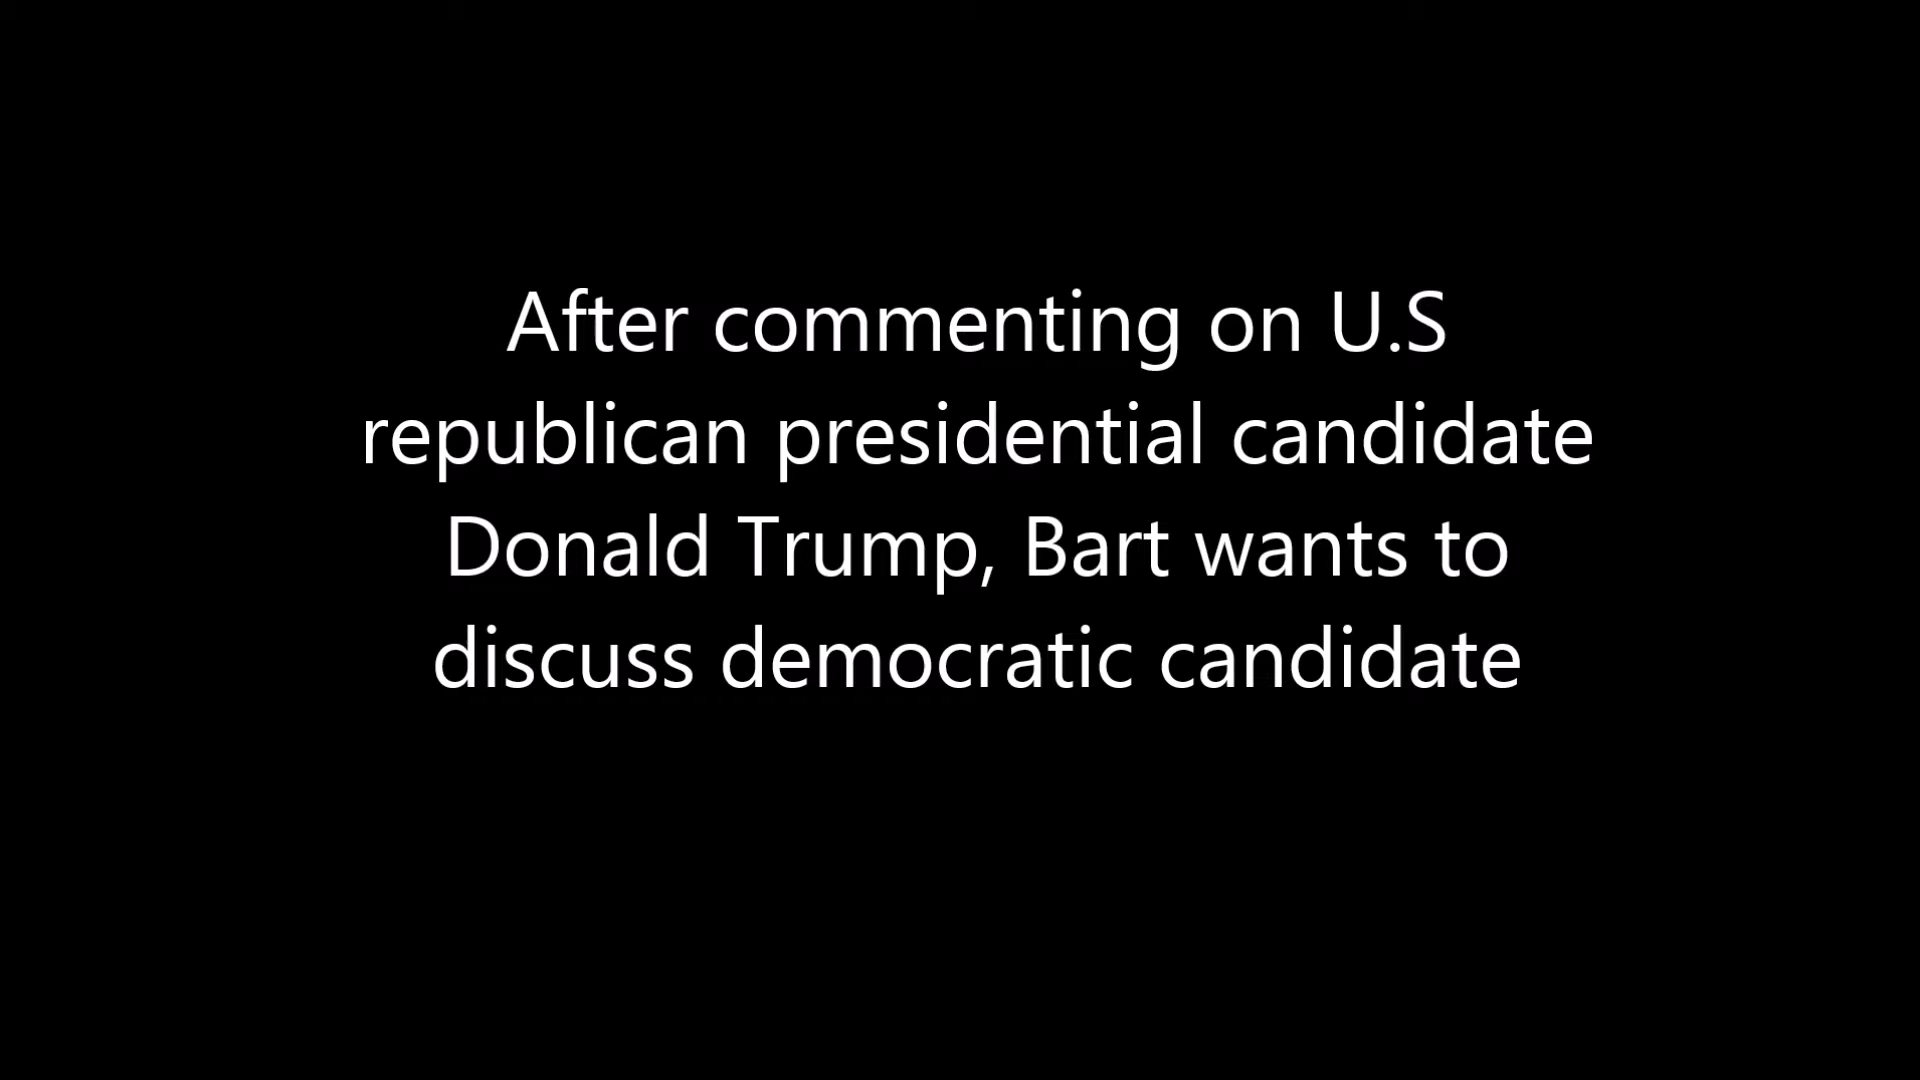 After commenting on U.S
republican presidential candidate
Donald Trump, Bart wants to
discuss democratic candidate